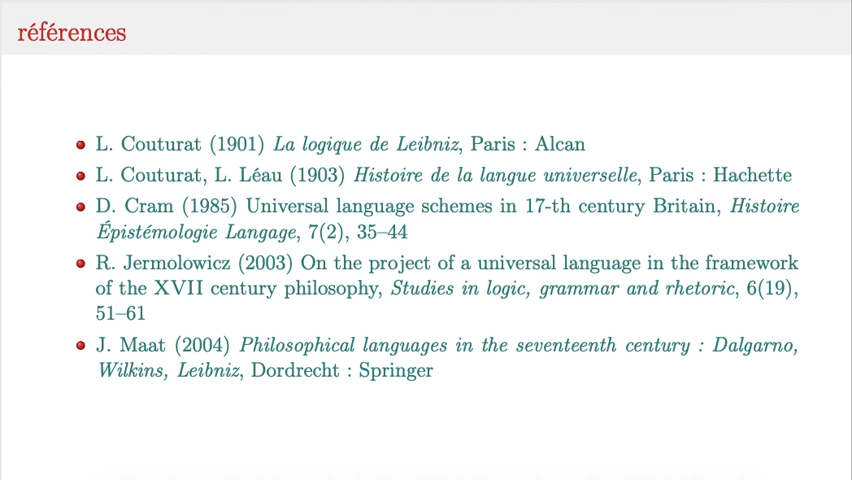 références
L. Couturat (1901) La logique de Leibniz, Paris : Alcan
L. Couturat, L. Léau (1903) Histoire de la langue universelle, Paris : Hachette
D. Cram (1985) Universal language schemes in 17-th century Britain, Histoire
Épistémologie Langage, 7(2), 35–44
R. Jermolowicz (2003) On the project of a universal language in the framework
of the XVII century philosophy, Studies in logic, grammar and rhetoric, 6(19),
51–61
J. Maat (2004) Philosophical languages in the seventeenth century : Dalgarno,
Wilkins, Leibniz, Dordrecht : Springer